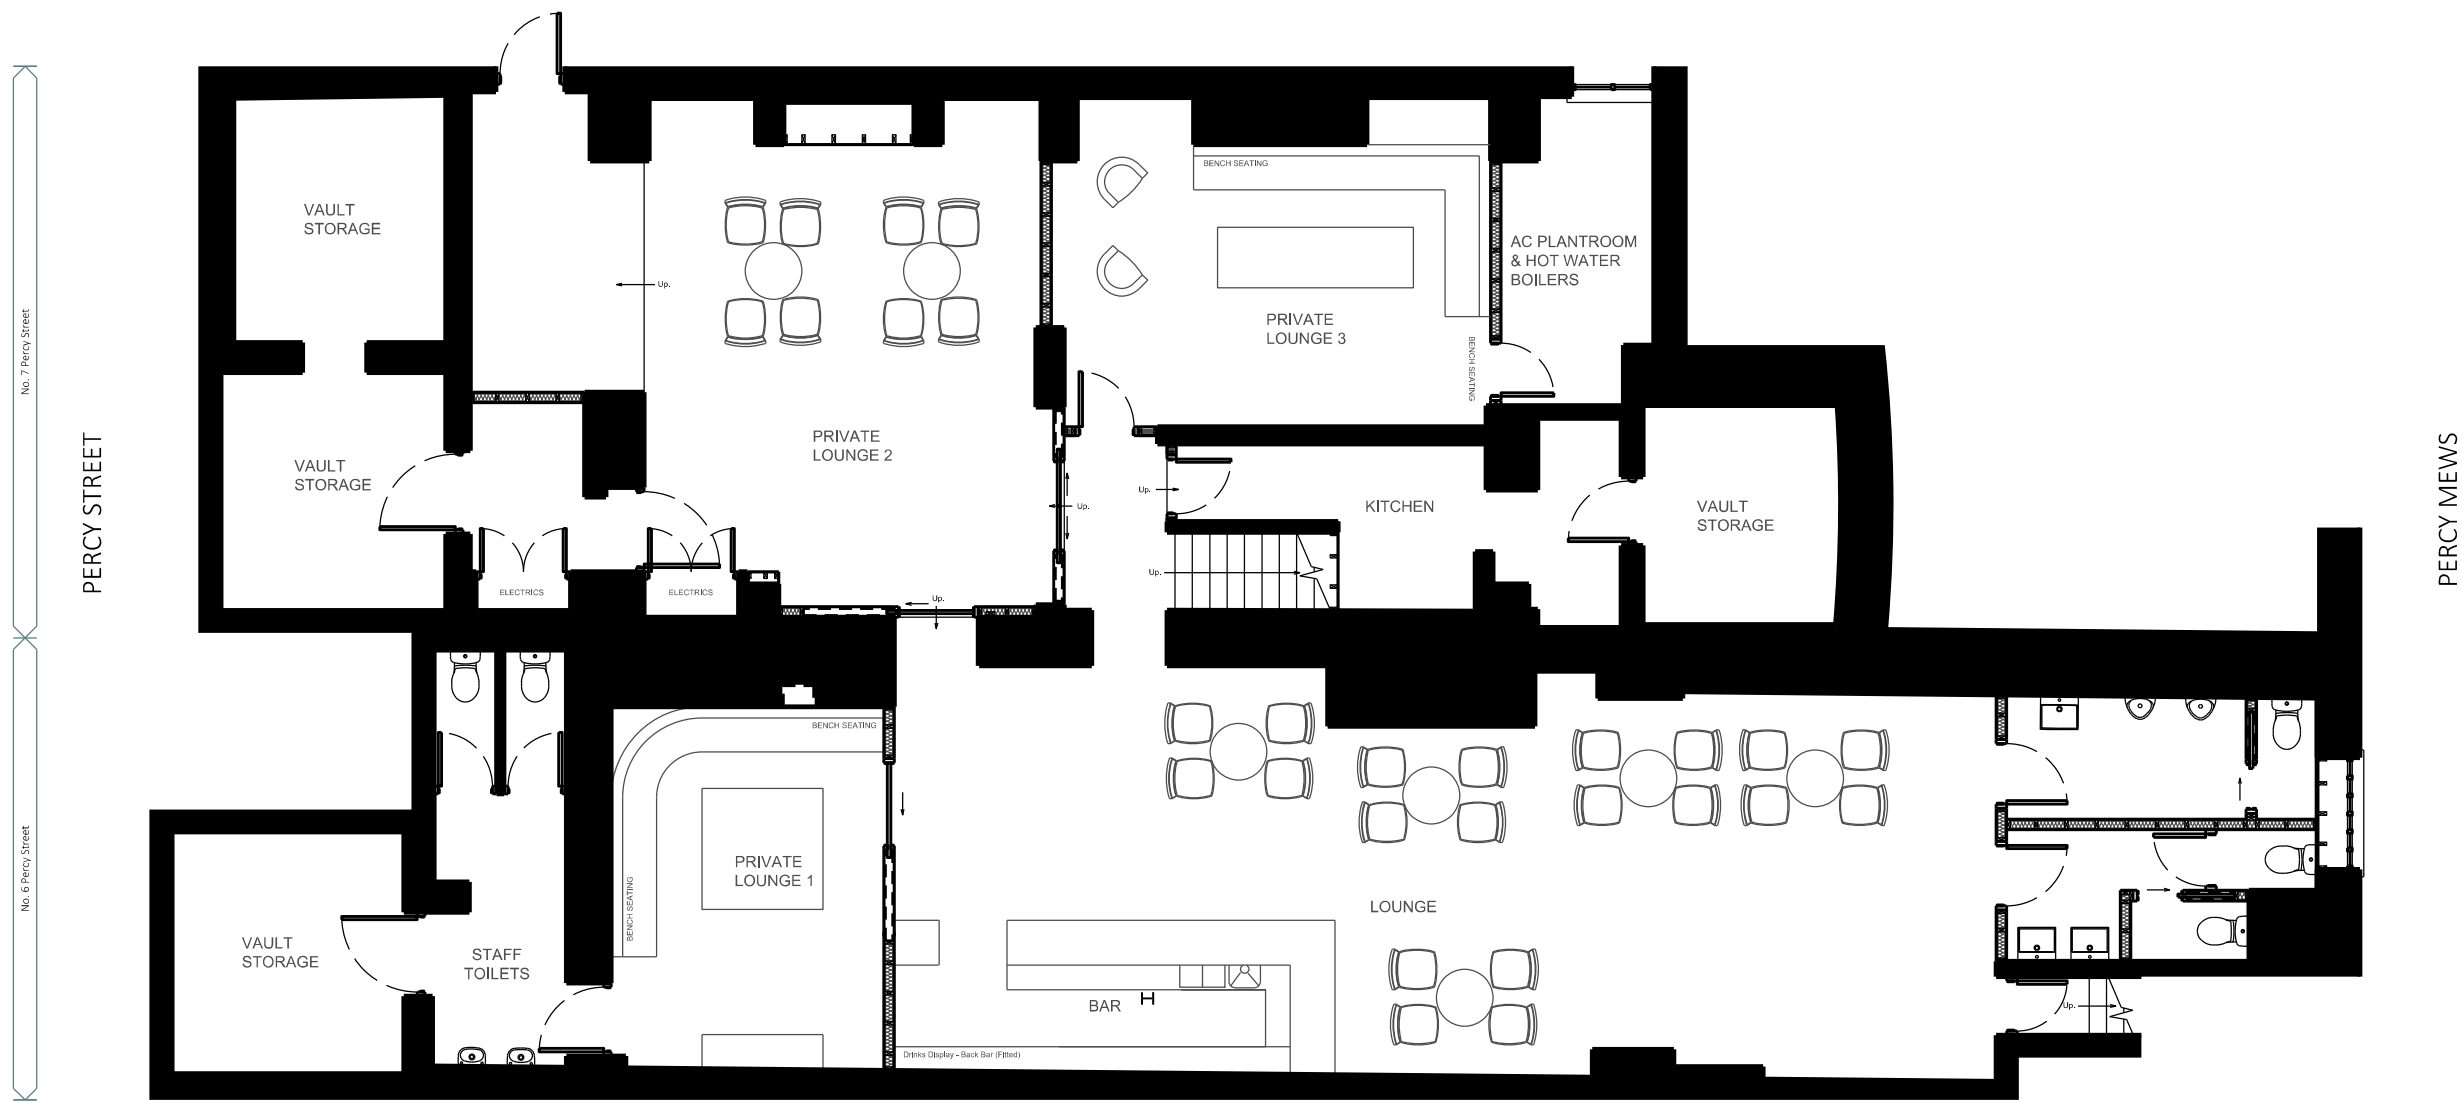 No. 7 Percy Street
No. 6 Percy Street
PERCY STREET
PERCY MEWS
VAULT
STORAGE
VAULT
STORAGE
Up.
PRIVATE
LOUNGE 2
ELECTRICS
ELECTRICS
Up.
Up.
BENCH SEATING
PRIVATE
LOUNGE 3
BENCH SEATING
AC PLANTROOM
& HOT WATER
BOILERS
Up.
KITCHEN
Up.
VAULT
STORAGE
VAULT
STORAGE
STAFF
TOILETS
BENCH SEATING
BENCH SEATING
PRIVATE
LOUNGE 1
LOUNGE
BAR
Drinks Display - Back Bar (Fitted)
Up.